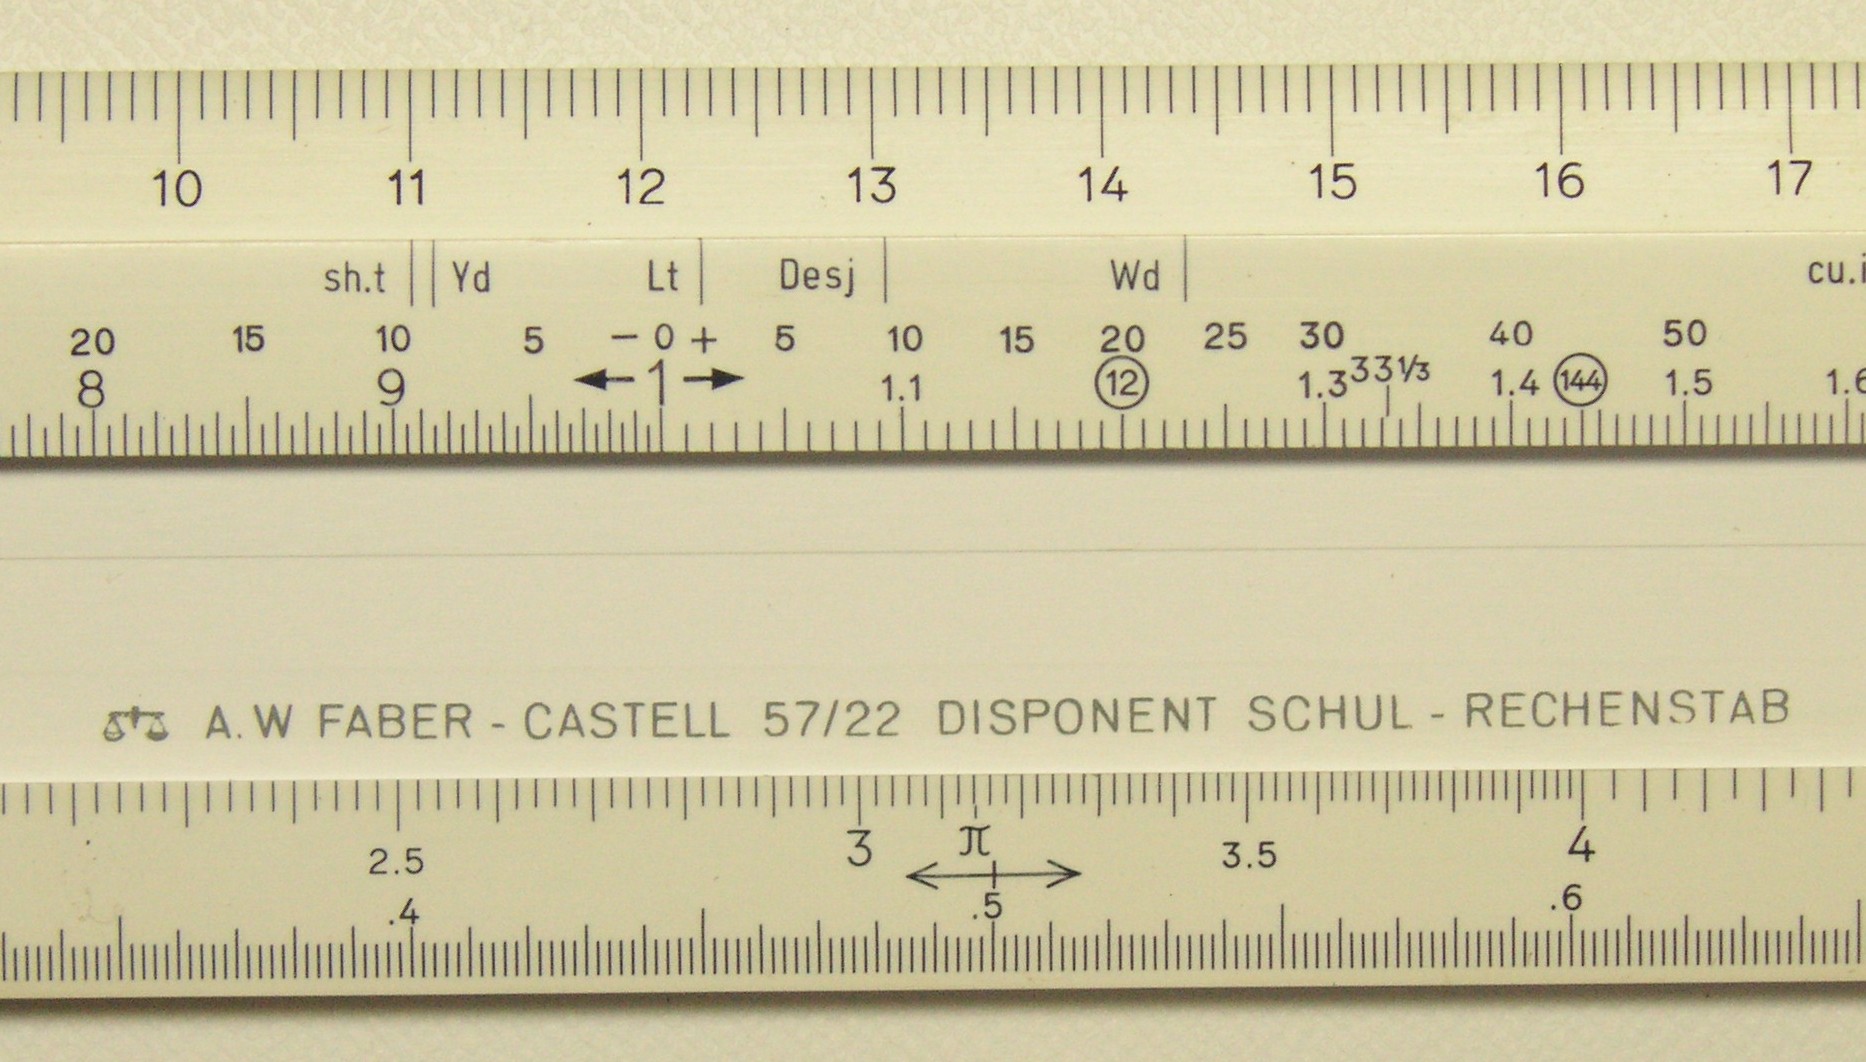 10 11 12 13 14 15 16 17
sh.t Yd Lt Desj Wd cu.i
20 15 10 5 − 0 + 5 10 15 20 25 30 40 50
8 9 1 1.1 12 1.3 33⅓ 1.4 144 1.5 1.6
A.W FABER - CASTELL 57/22 DISPONENT SCHUL - RECHENSTAB
2.5 3 π 3.5 4
.4 .5 .6